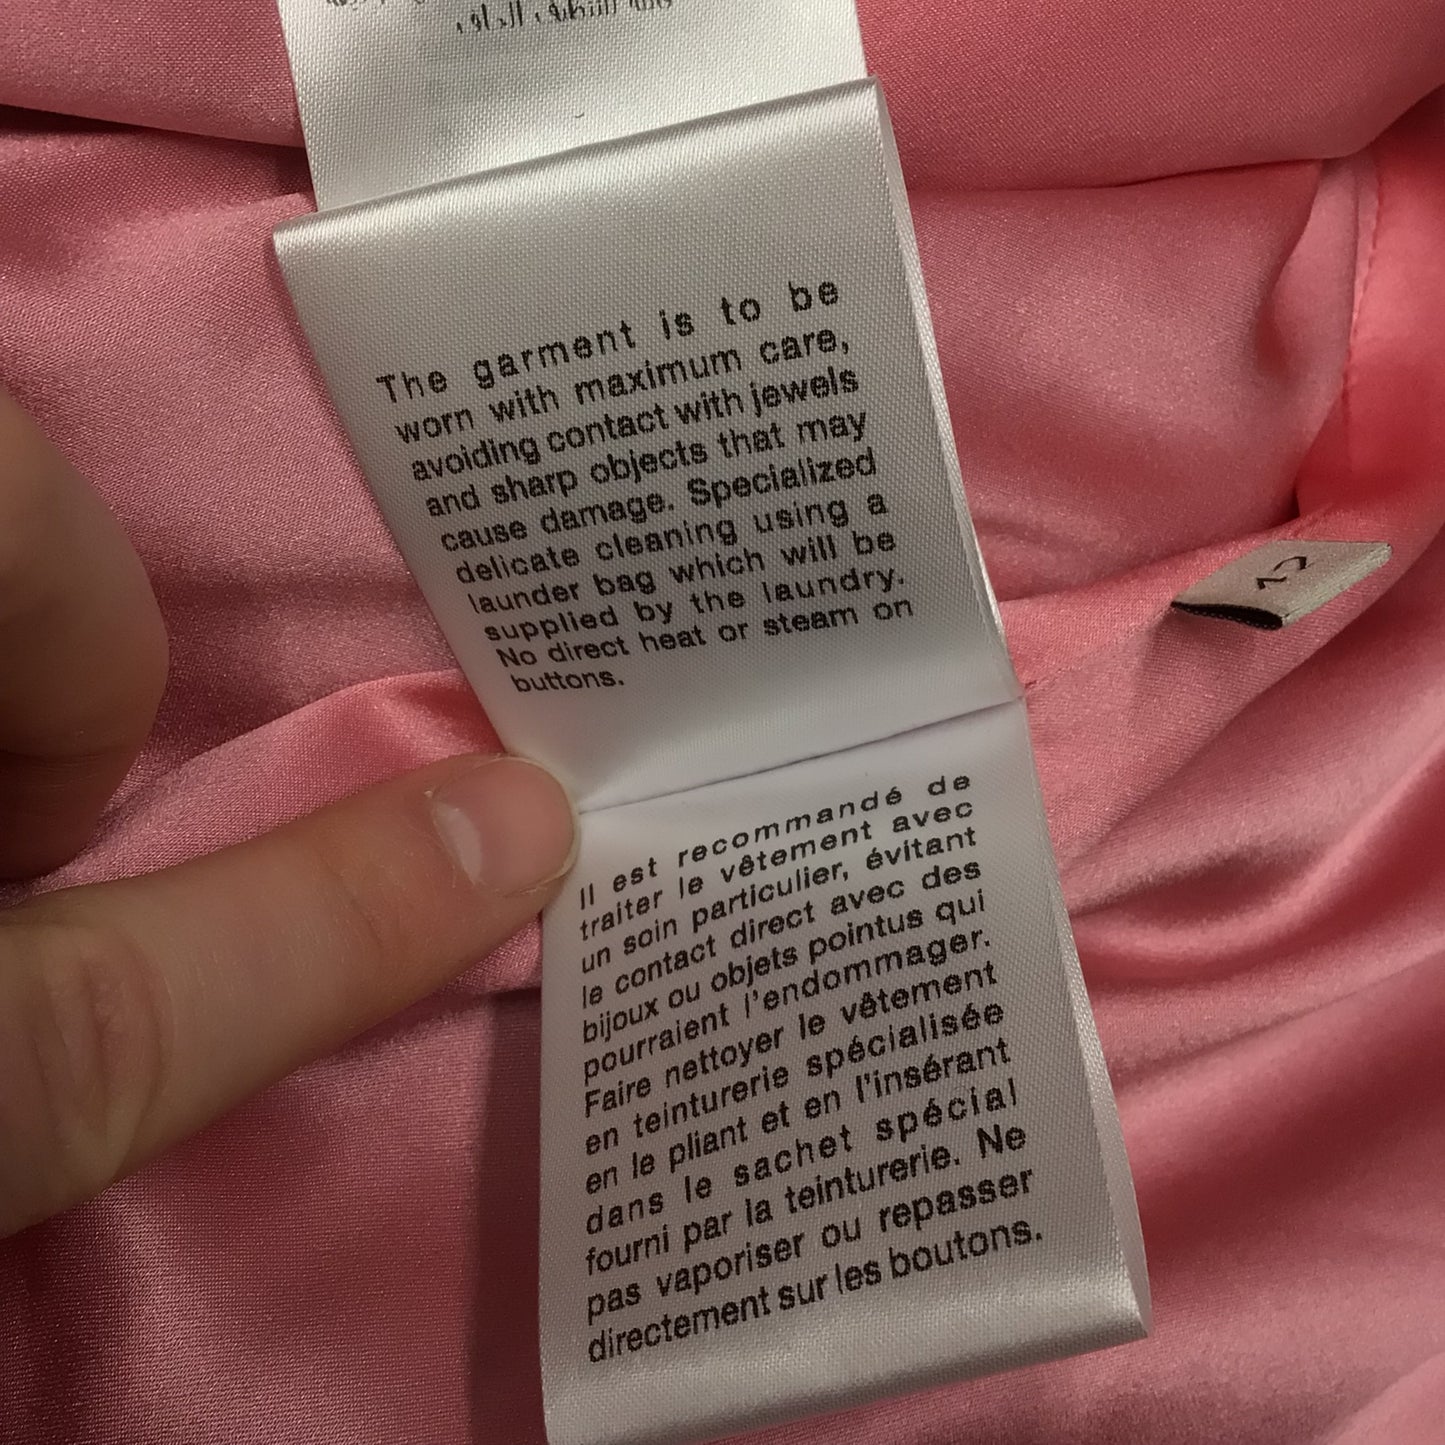 The garment is to be
worn with maximum care,
avoiding contact with jewels
and sharp objects that may
cause damage. Specialized
delicate cleaning using a
launder bag which will be
supplied by the laundry.
No direct heat or steam on
buttons.
Il est recommandé de
traiter le vêtement avec
un soin particulier, évitant
le contact direct avec des
bijoux ou objets pointus qui
pourraient l'endommager.
Faire nettoyer le vêtement
en teinturerie spécialisée
en le pliant et en l'insérant
dans le sachet spécial
fourni par la teinturerie. Ne
pas vaporiser ou repasser
directement sur les boutons.
12